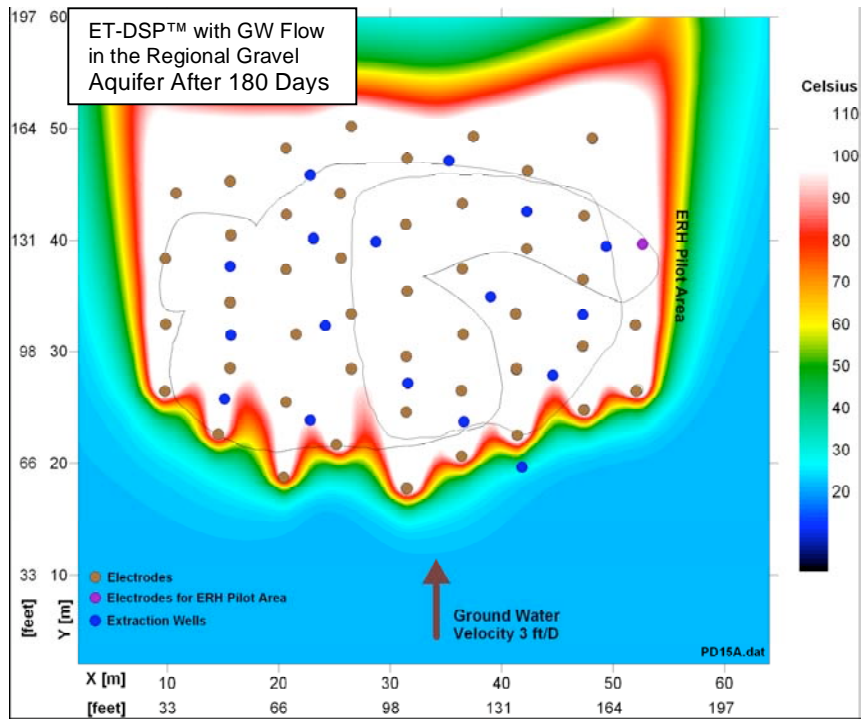 ET-DSP™ with GW Flow
in the Regional Gravel
Aquifer After 180 Days
197 60
164 50
131 40
98 30
66 20
33 10
[feet]
Y [m]
Celsius
110
100
90
80
70
60
50
40
30
20
ERH Pilot Area
Electrodes
Electrodes for ERH Pilot Area
Extraction Wells
Ground Water
Velocity 3 ft/D
PD15A.dat
X [m] 10 20 30 40 50 60
[feet] 33 66 98 131 164 197